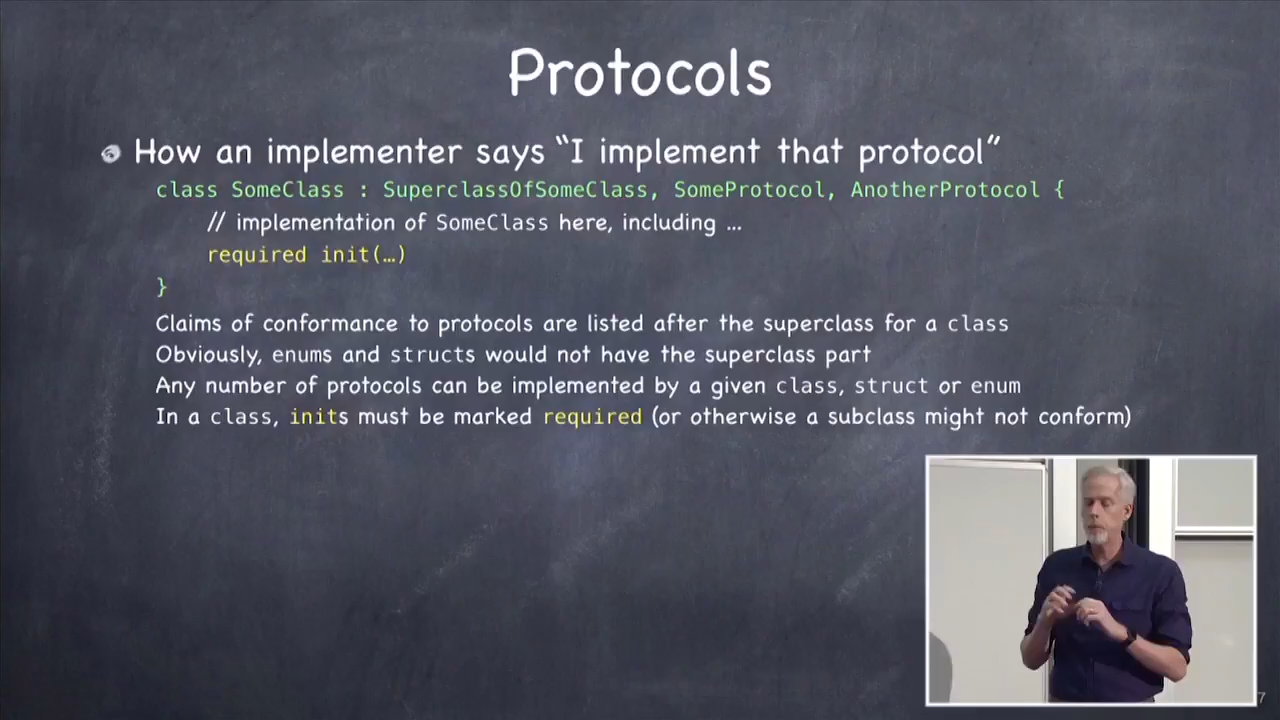 Protocols
How an implementer says “I implement that protocol”
class SomeClass : SuperclassOfSomeClass, SomeProtocol, AnotherProtocol {
// implementation of SomeClass here, including …
required init(…)
}
Claims of conformance to protocols are listed after the superclass for a class
Obviously, enums and structs would not have the superclass part
Any number of protocols can be implemented by a given class, struct or enum
In a class, inits must be marked required (or otherwise a subclass might not conform)